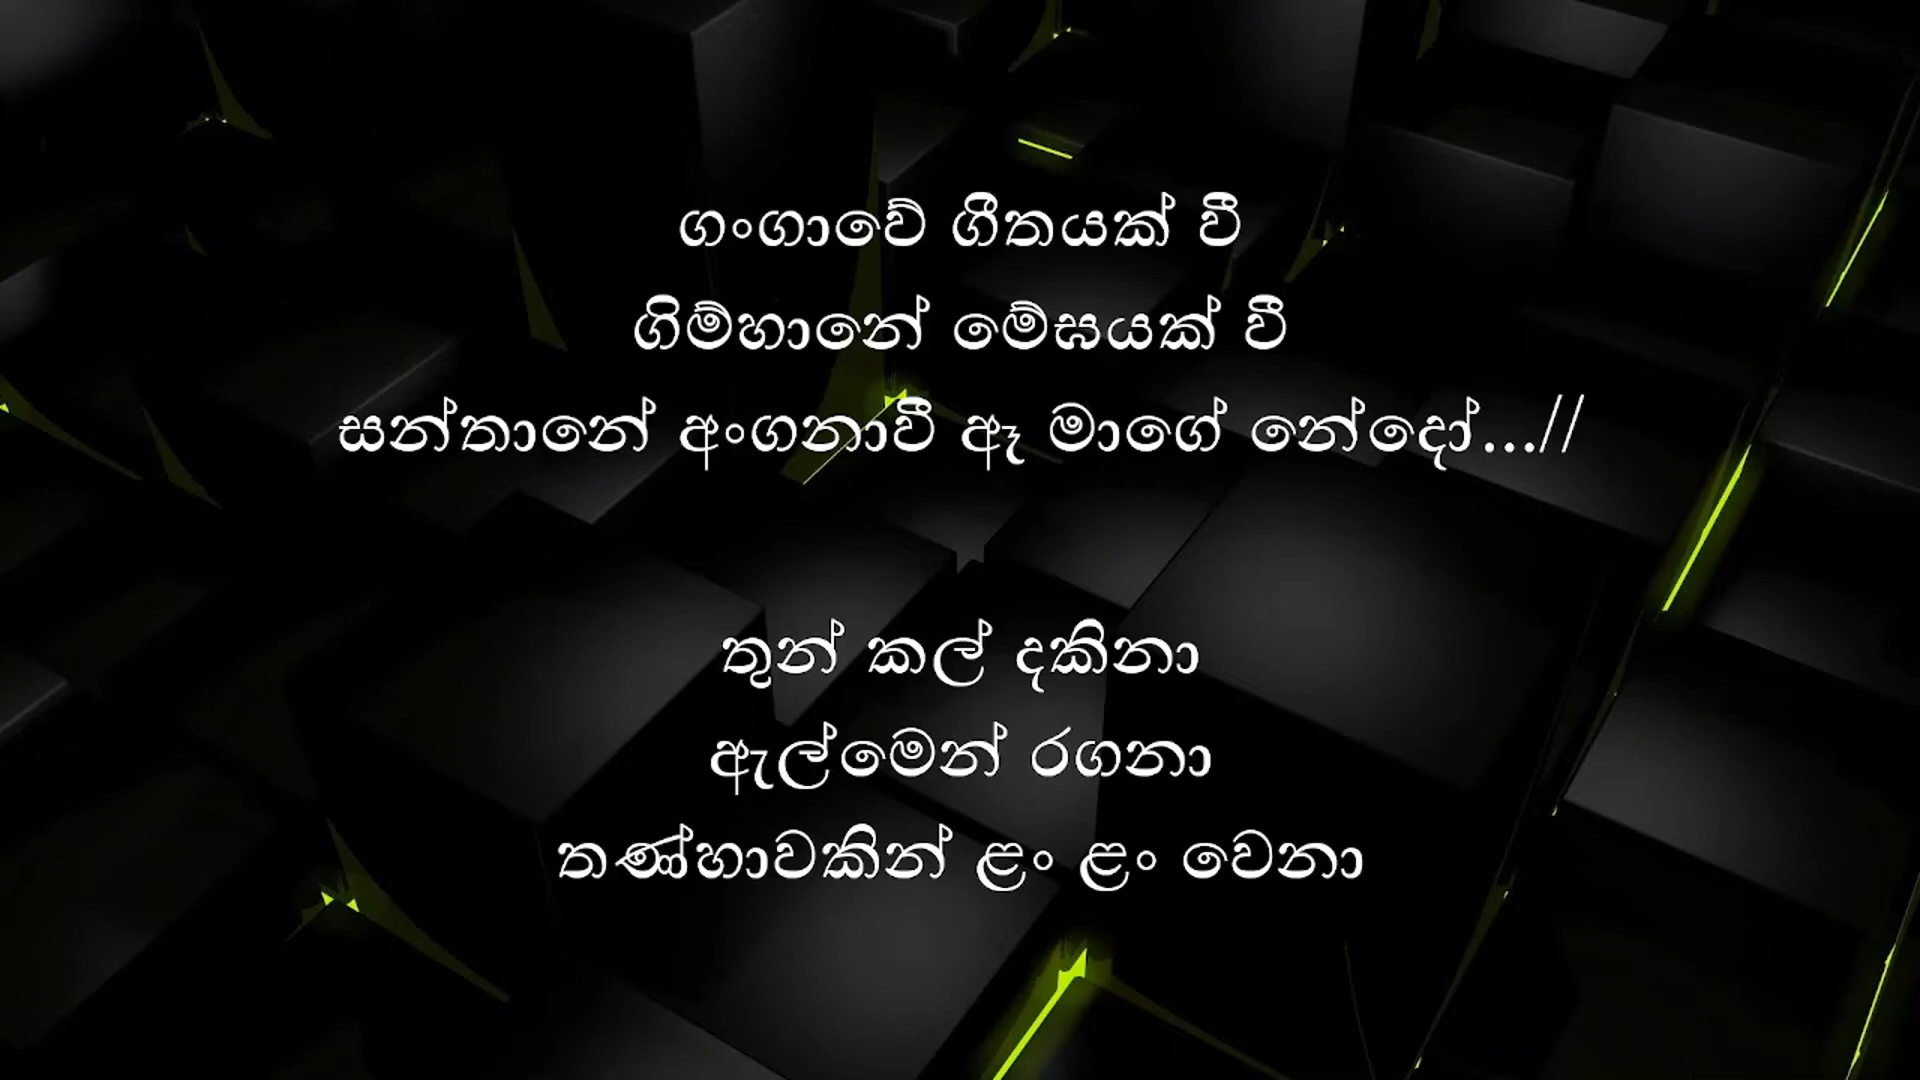 ගංගාවේ ගීතයක් වී
ගිම්හානේ මේඝයක් වී
සන්තානේ අංගනාවී ඈ මාගේ නේදෝ...//
තුන් කල් දකිනා
ඇල්මෙන් රගනා
තණ්හාවකින් ළං ළං වෙනා